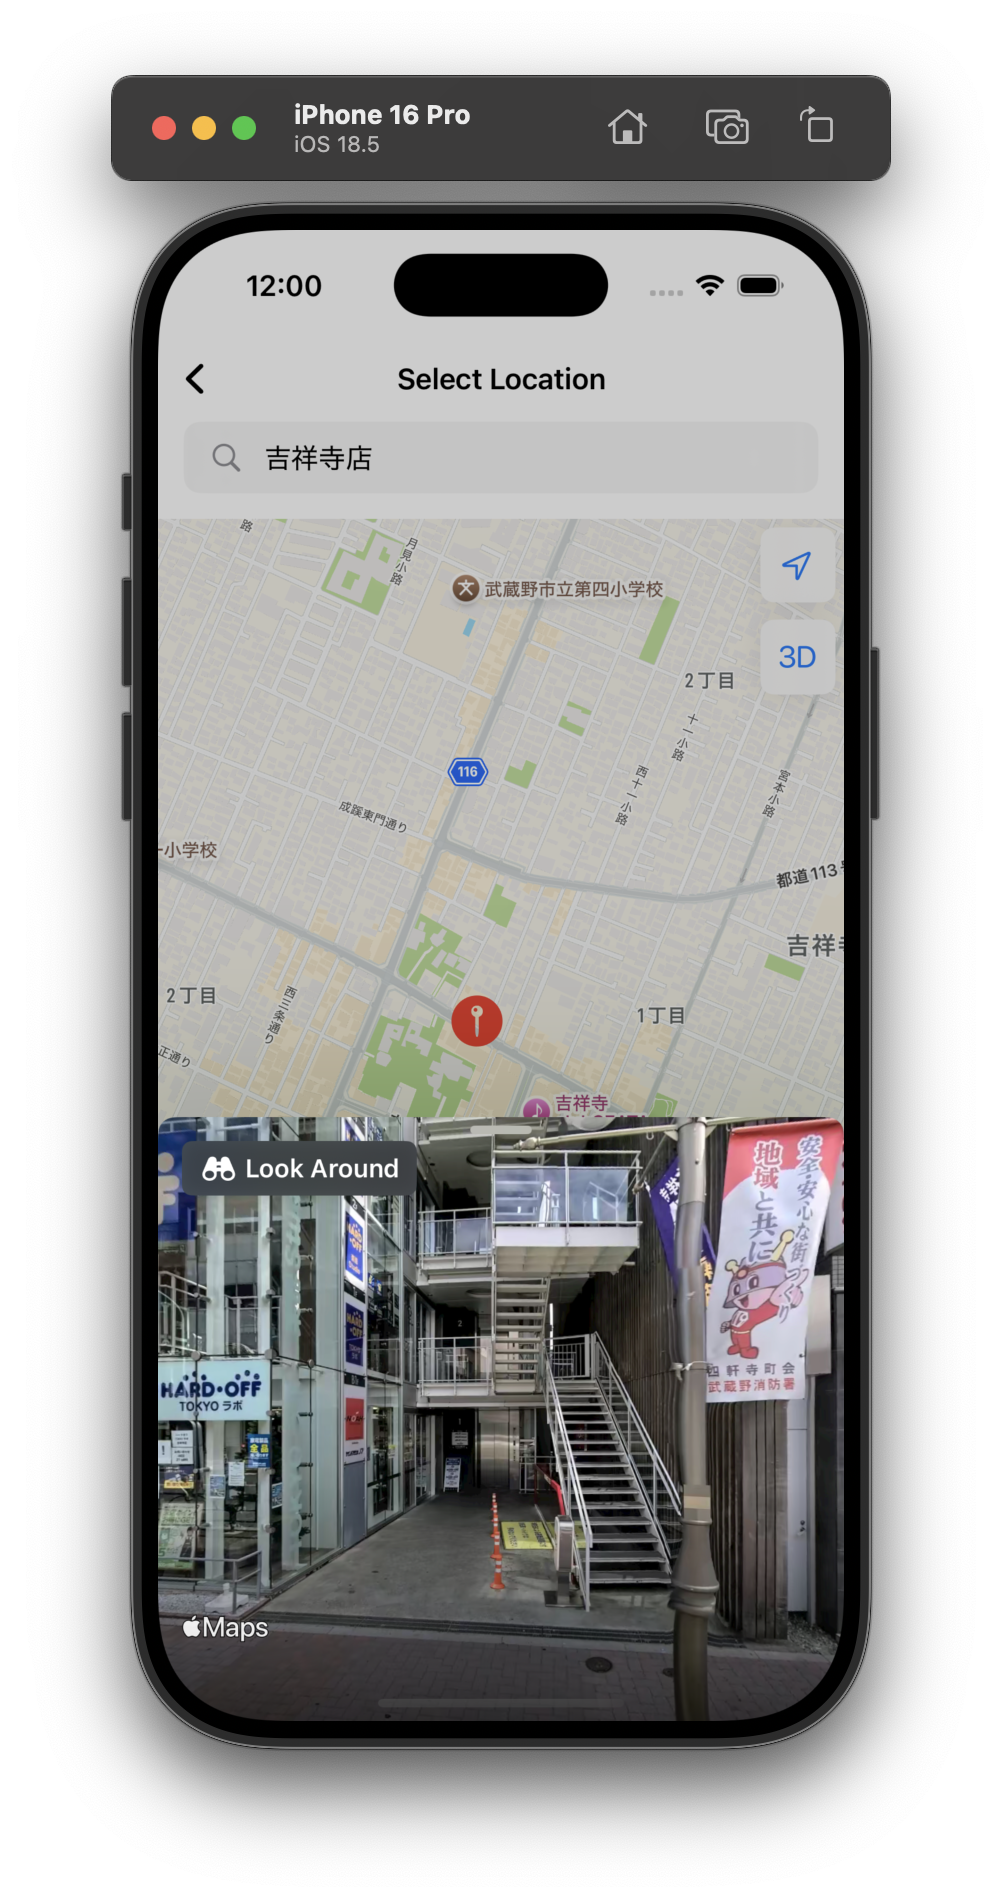 iPhone 16 Pro
iOS 18.5
12:00
Select Location
吉祥寺店
路
月見小路
武蔵野市立第四小学校
3D
2丁目
十一小路
116
西十一小路
宮本小路
成蹊東門通り
小学校
都道113
吉祥寺
2丁目
西三条通り
1丁目
正通り
吉祥寺
Look Around
安全・安心な街づくり
地域と共に
四軒寺町会
武蔵野消防署
HARD・OFF
HARD・OFF
TOKYO ラボ
全品
Maps